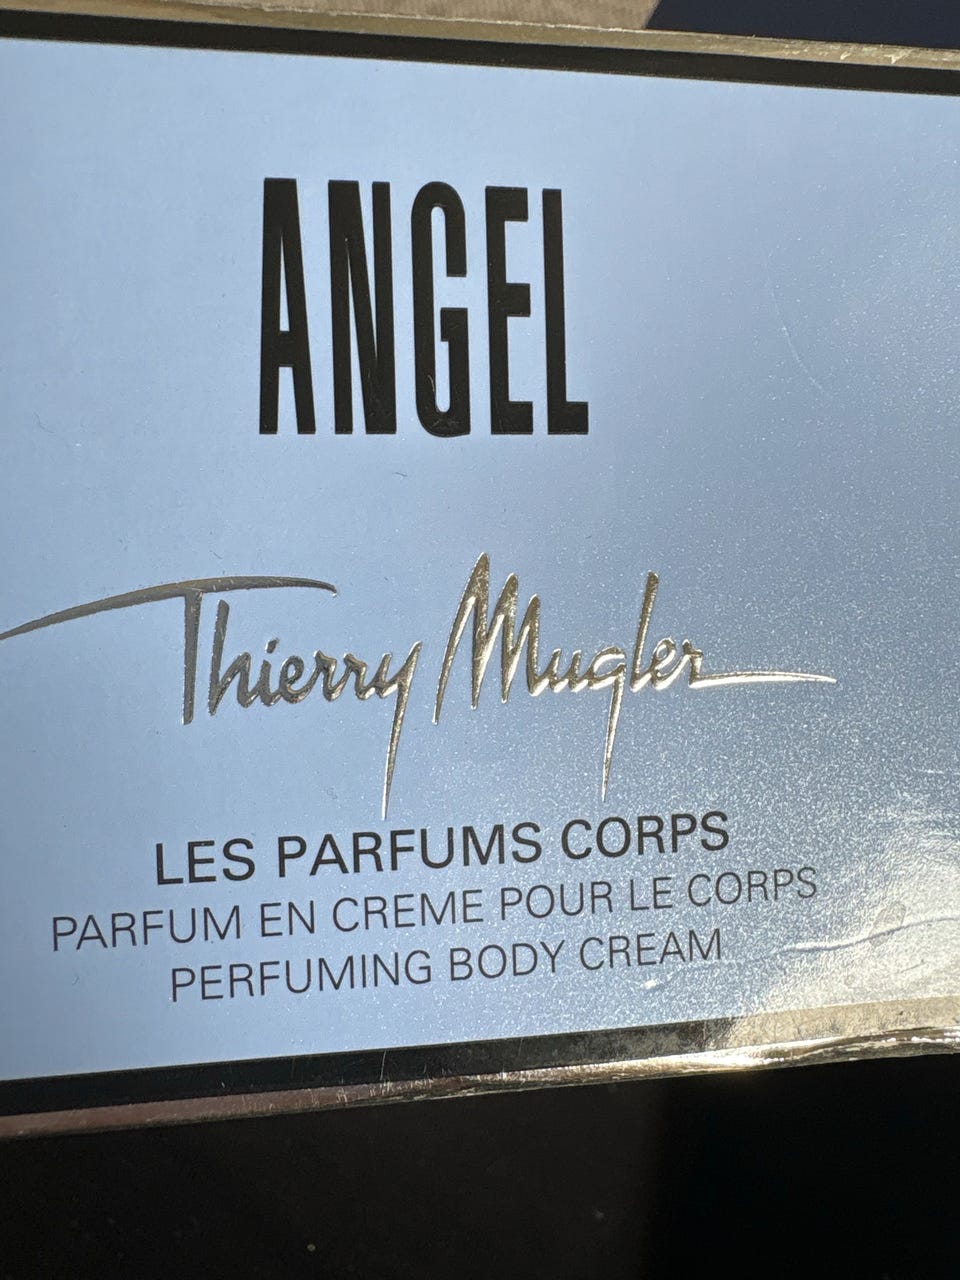 ANGEL
Thierry Mugler
LES PARFUMS CORPS
PARFUM EN CREME POUR LE CORPS
PERFUMING BODY CREAM